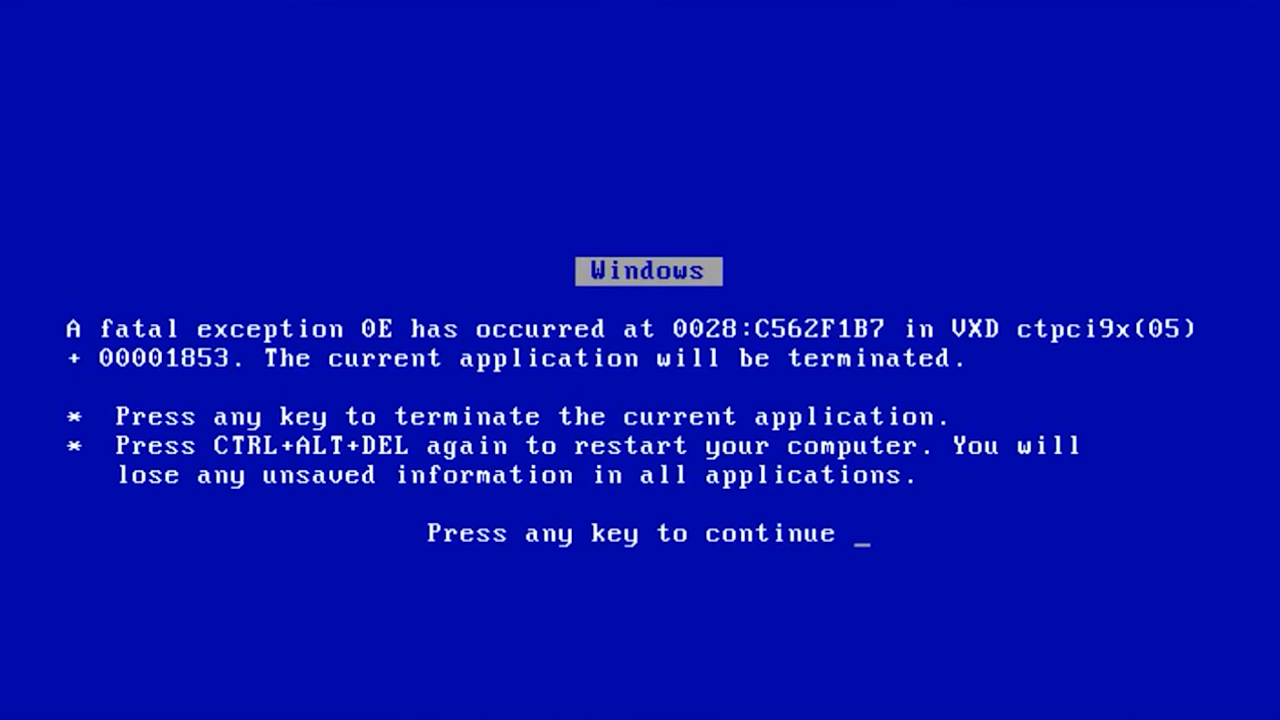 Windows
A fatal exception 0E has occurred at 0028:C562F1B7 in VXD ctpci9x(05)
+ 00001853. The current application will be terminated.
* Press any key to terminate the current application.
* Press CTRL+ALT+DEL again to restart your computer. You will
lose any unsaved information in all applications.
Press any key to continue _